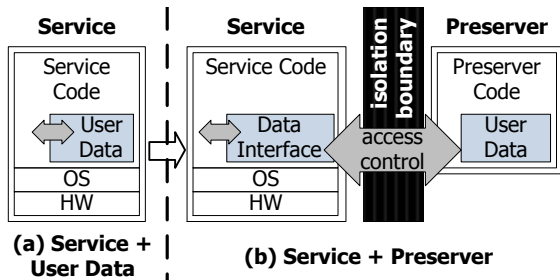 Service
Service
Code
User
Data
OS
HW
(a) Service +
User Data
Service
Service Code
Data
Interface
OS
HW
isolation
boundary
access
control
Preserver
Preserver
Code
User
Data
(b) Service + Preserver